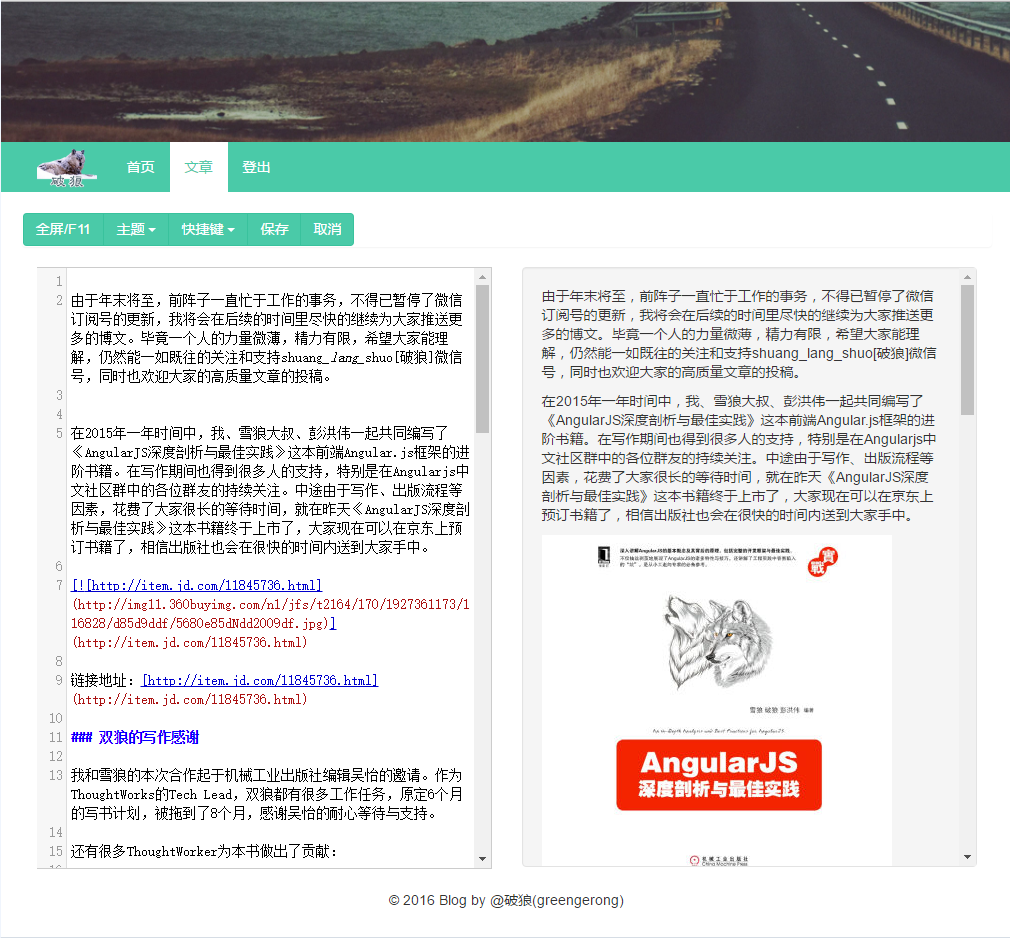 破狼
首页
文章
登出
全屏/F11
主题
快捷键
保存
取消
1
2
由于年末将至，前阵子一直忙于工作的事务，不得已暂停了微信
订阅号的更新，我将会在后续的时间里尽快的继续为大家推送更
多的博文。毕竟一个人的力量微薄，精力有限，希望大家能理
解，仍然能一如既往的关注和支持shuang_lang_shuo[破狼]微信
号，同时也欢迎大家的高质量文章的投稿。
3
4
5
在2015年一年时间中，我、雪狼大叔、彭洪伟一起共同编写了
《AngularJS深度剖析与最佳实践》这本前端Angular.js框架的进
阶书籍。在写作期间也得到很多人的支持，特别是在Angularjs中
文社区群中的各位群友的持续关注。中途由于写作、出版流程等
因素，花费了大家很长的等待时间，就在昨天《AngularJS深度剖
析与最佳实践》这本书籍终于上市了，大家现在可以在京东上预
订书籍了，相信出版社也会在很快的时间内送到大家手中。
6
7
[![http://item.jd.com/11845736.html]
(http://img11.360buyimg.com/n1/jfs/t2164/170/1927361173/1
16828/d85d9ddf/5680e85dNdd2009df.jpg)]
(http://item.jd.com/11845736.html)
8
9
链接地址：[http://item.jd.com/11845736.html]
(http://item.jd.com/11845736.html)
10
11
### 双狼的写作感谢
12
13
我和雪狼的本次合作起于机械工业出版社编辑吴怡的邀请。作为
ThoughtWorks的Tech Lead，双狼都有很多工作任务，原定6个月
的写书计划，被拖到了8个月，感谢吴怡的耐心等待与支持。
14
15
还有很多ThoughtWorker为本书做出了贡献：
由于年末将至，前阵子一直忙于工作的事务，不得已暂停了微信
订阅号的更新，我将会在后续的时间里尽快的继续为大家推送更
多的博文。毕竟一个人的力量微薄，精力有限，希望大家能理
解，仍然能一如既往的关注和支持shuang_lang_shuo[破狼]微信
号，同时也欢迎大家的高质量文章的投稿。
在2015年一年时间中，我、雪狼大叔、彭洪伟一起共同编写了
《AngularJS深度剖析与最佳实践》这本前端Angular.js框架的进
阶书籍。在写作期间也得到很多人的支持，特别是在Angularjs中
文社区群中的各位群友的持续关注。中途由于写作、出版流程等
因素，花费了大家很长的等待时间，就在昨天《AngularJS深度
剖析与最佳实践》这本书籍终于上市了，大家现在可以在京东上
预订书籍了，相信出版社也会在很快的时间内送到大家手中。
實戰
雪狼 破狼 彭洪伟 编著
In-Depth Analysis and Best Practices for AngularJS
AngularJS
深度剖析与最佳实践
机械工业出版社
China Machine Press
© 2016 Blog by @破狼(greengerong)